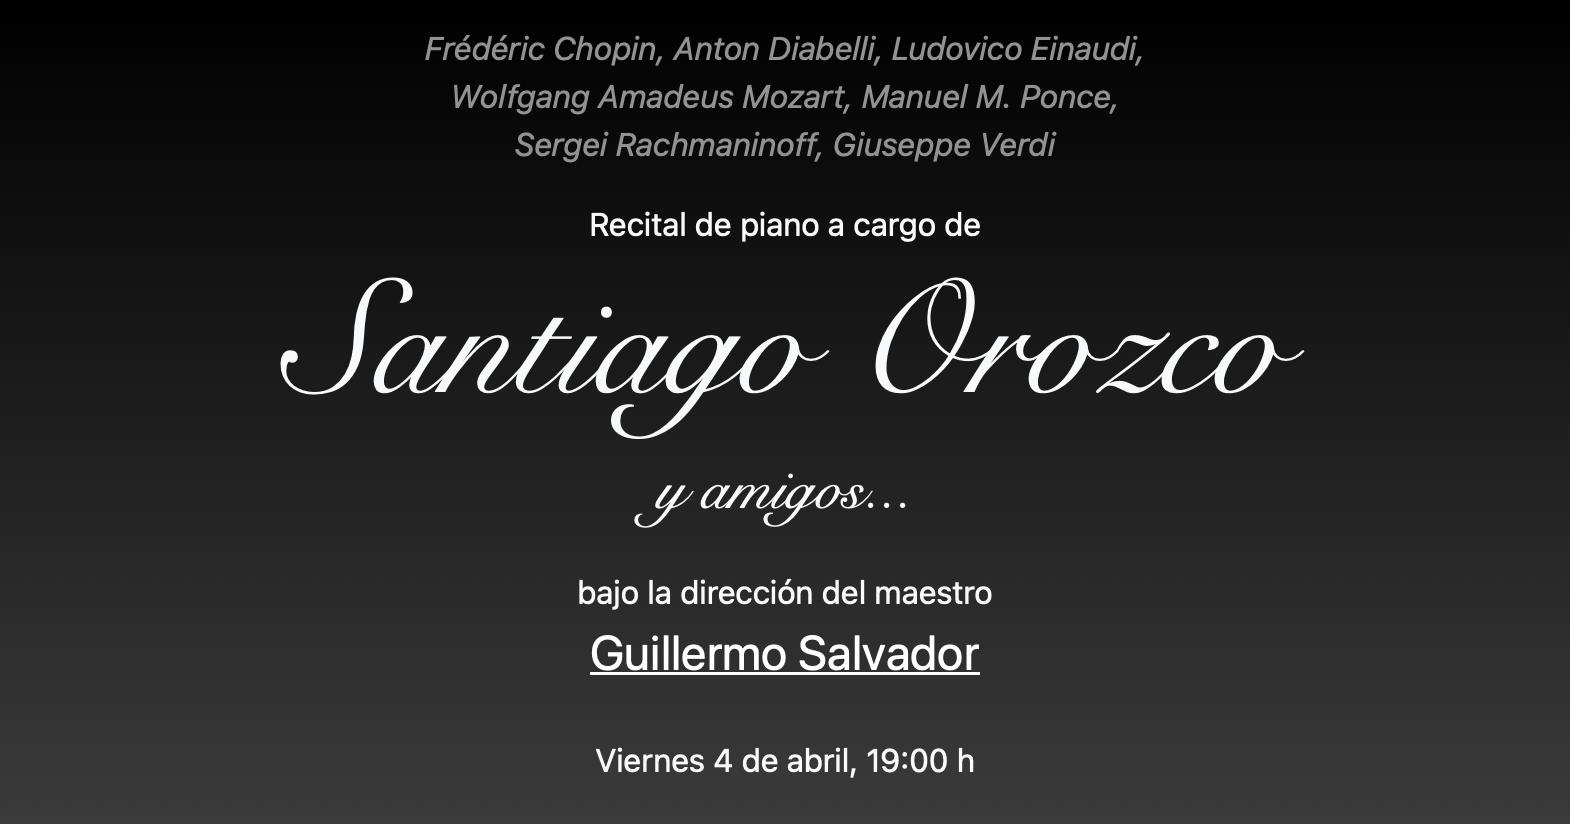 Frédéric Chopin, Anton Diabelli, Ludovico Einaudi,
Wolfgang Amadeus Mozart, Manuel M. Ponce,
Sergei Rachmaninoff, Giuseppe Verdi
Recital de piano a cargo de
Santiago Orozco
y amigos...
bajo la dirección del maestro
Guillermo Salvador
Viernes 4 de abril, 19:00 h